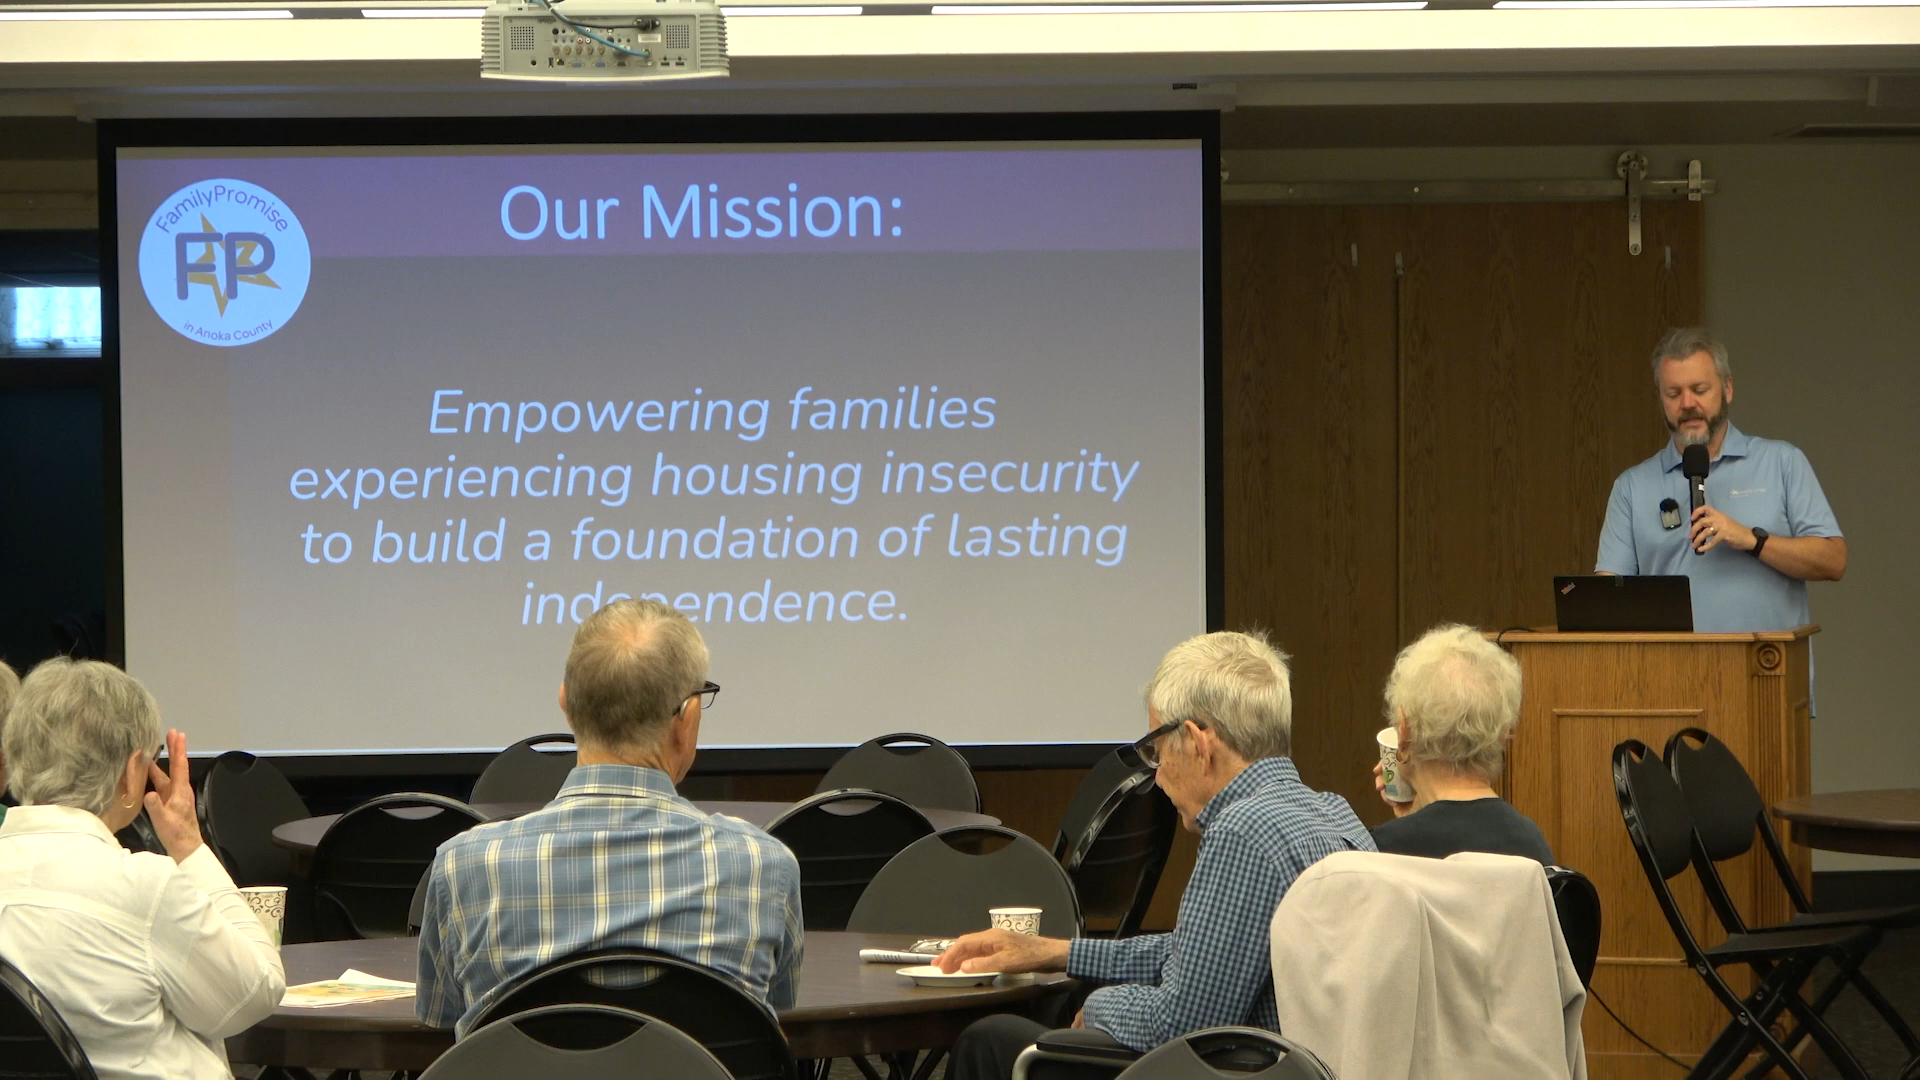 FamilyPromise
FP
in Anoka County
Our Mission:
Empowering families
experiencing housing insecurity
to build a foundation of lasting
independence.